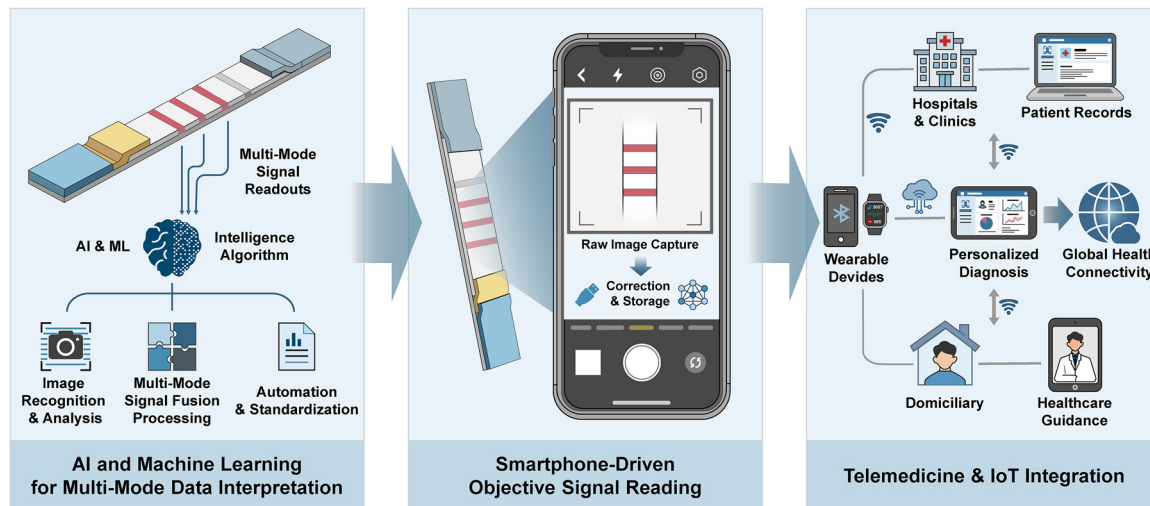 Multi-Mode
Signal
Readouts
AI & ML
Intelligence
Algorithm
Image
Recognition
& Analysis
Multi-Mode
Signal Fusion
Processing
Automation
& Standardization
AI and Machine Learning
for Multi-Mode Data Interpretation
Raw Image Capture
Correction
& Storage
Smartphone-Driven
Objective Signal Reading
Hospitals
& Clinics
Patient Records
Wearable
Devides
Personalized
Diagnosis
Global Health
Connectivity
Domiciliary
Healthcare
Guidance
Telemedicine & IoT Integration